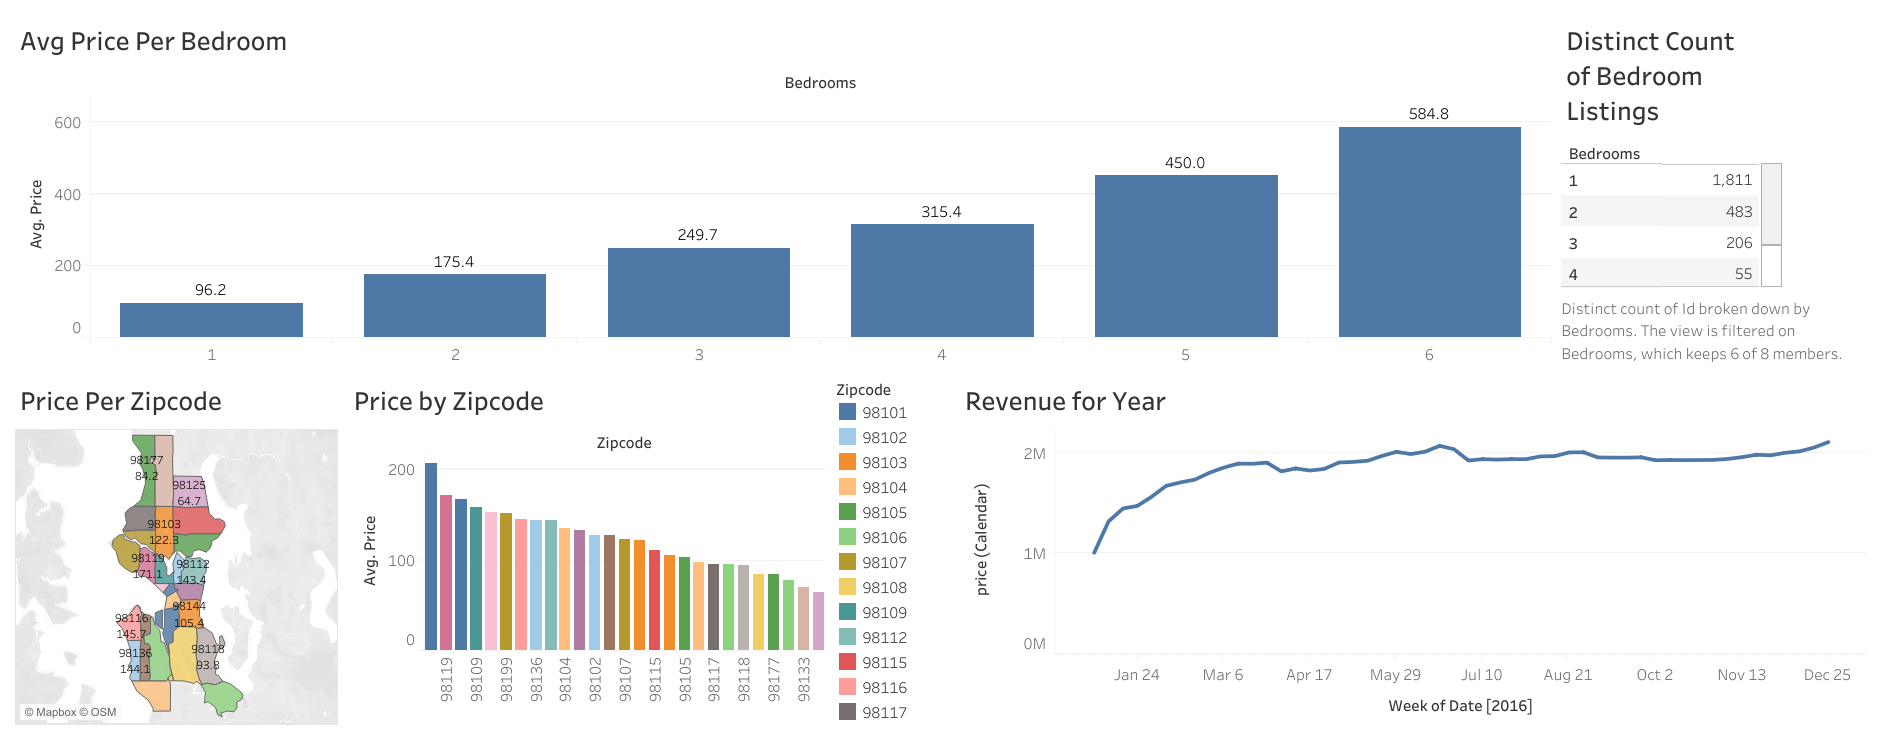 Avg Price Per Bedroom
Bedrooms
Avg. Price
600
400
200
0
96.2
175.4
249.7
315.4
450.0
584.8
1
2
3
4
5
6
Distinct Count
of Bedroom
Listings
Bedrooms
1 1,811
2 483
3 206
4 55
Distinct count of Id broken down by
Bedrooms. The view is filtered on
Bedrooms, which keeps 6 of 8 members.
Price Per Zipcode
98177
84.2
98125
64.7
98103
122.3
98119
171.1
98112
143.4
98144
105.4
98116
145.7
98118
93.8
98136
144.1
© Mapbox © OSM
Price by Zipcode
Zipcode
Avg. Price
200
100
0
98119
98109
98199
98136
98104
98102
98107
98115
98105
98117
98118
98177
98133
Zipcode
98101
98102
98103
98104
98105
98106
98107
98108
98109
98112
98115
98116
98117
Revenue for Year
price (Calendar)
2M
1M
0M
Jan 24
Mar 6
Apr 17
May 29
Jul 10
Aug 21
Oct 2
Nov 13
Dec 25
Week of Date [2016]